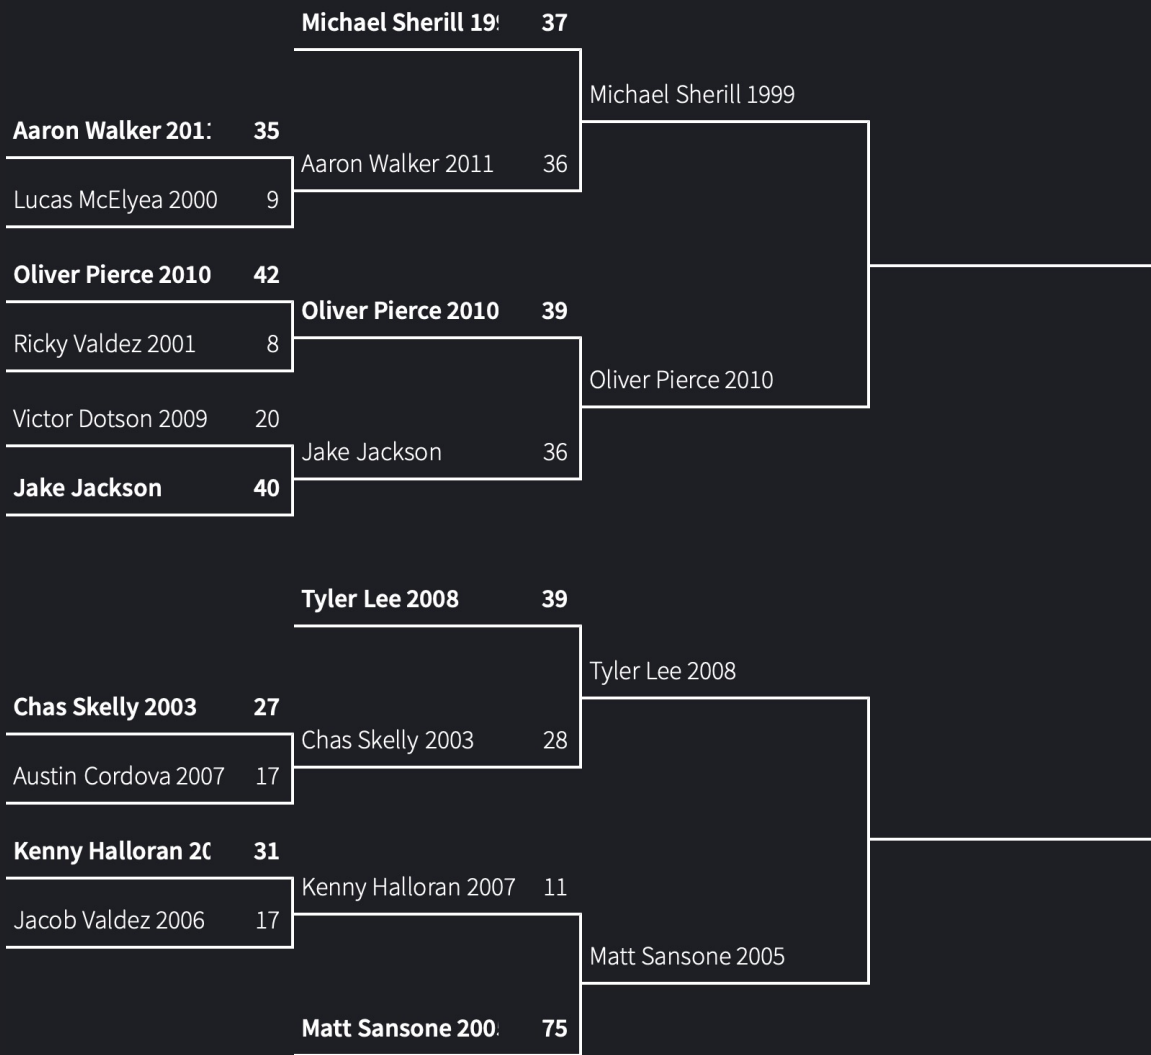 Aaron Walker 201 35
Lucas McElyea 2000 9
Oliver Pierce 2010 42
Ricky Valdez 2001 8
Victor Dotson 2009 20
Jake Jackson 40
Chas Skelly 2003 27
Austin Cordova 2007 17
Kenny Halloran 20 31
Jacob Valdez 2006 17
Michael Sherill 199 37
Aaron Walker 2011 36
Oliver Pierce 2010 39
Jake Jackson 36
Tyler Lee 2008 39
Chas Skelly 2003 28
Kenny Halloran 2007 11
Matt Sansone 200 75
Michael Sherill 1999
Oliver Pierce 2010
Tyler Lee 2008
Matt Sansone 2005